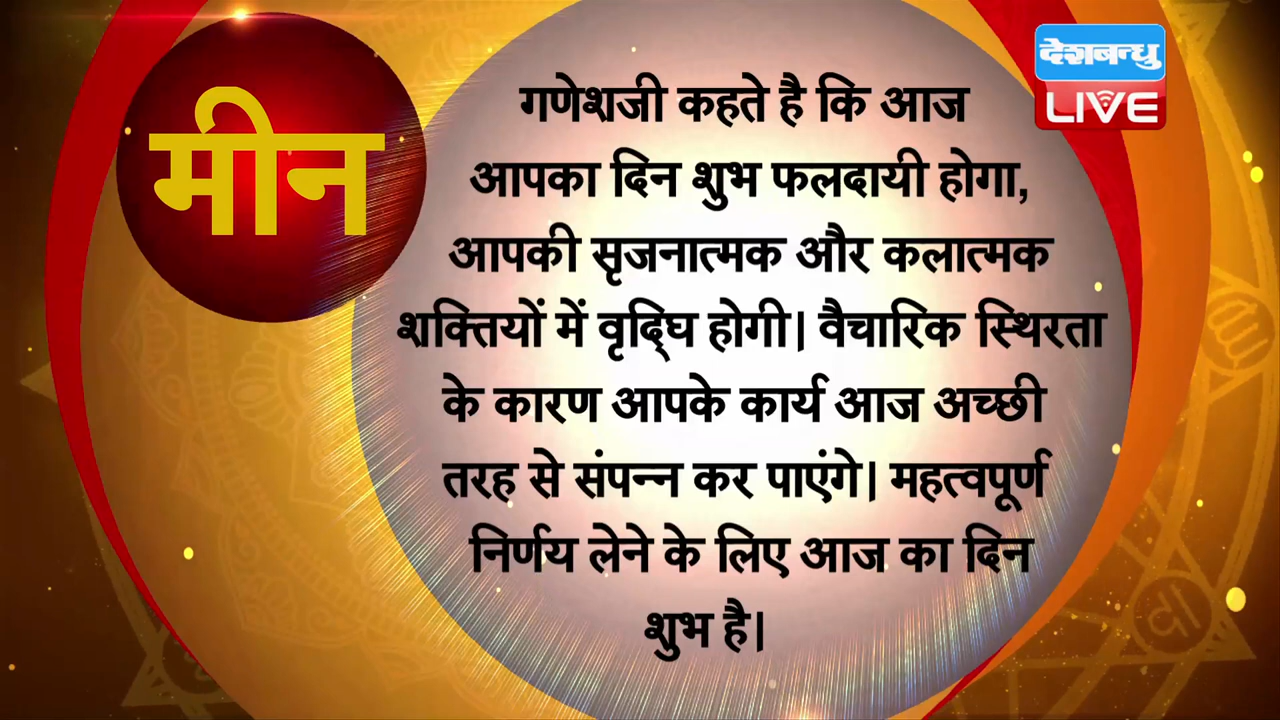 मीन
देशबन्धु
LIVE
गणेशजी कहते है कि आज
आपका दिन शुभ फलदायी होगा,
आपकी सृजनात्मक और कलात्मक
शक्तियों में वृद्घि होगी| वैचारिक स्थिरता
के कारण आपके कार्य आज अच्छी
तरह से संपन्न कर पाएंगे| महत्वपूर्ण
निर्णय लेने के लिए आज का दिन
शुभ है|